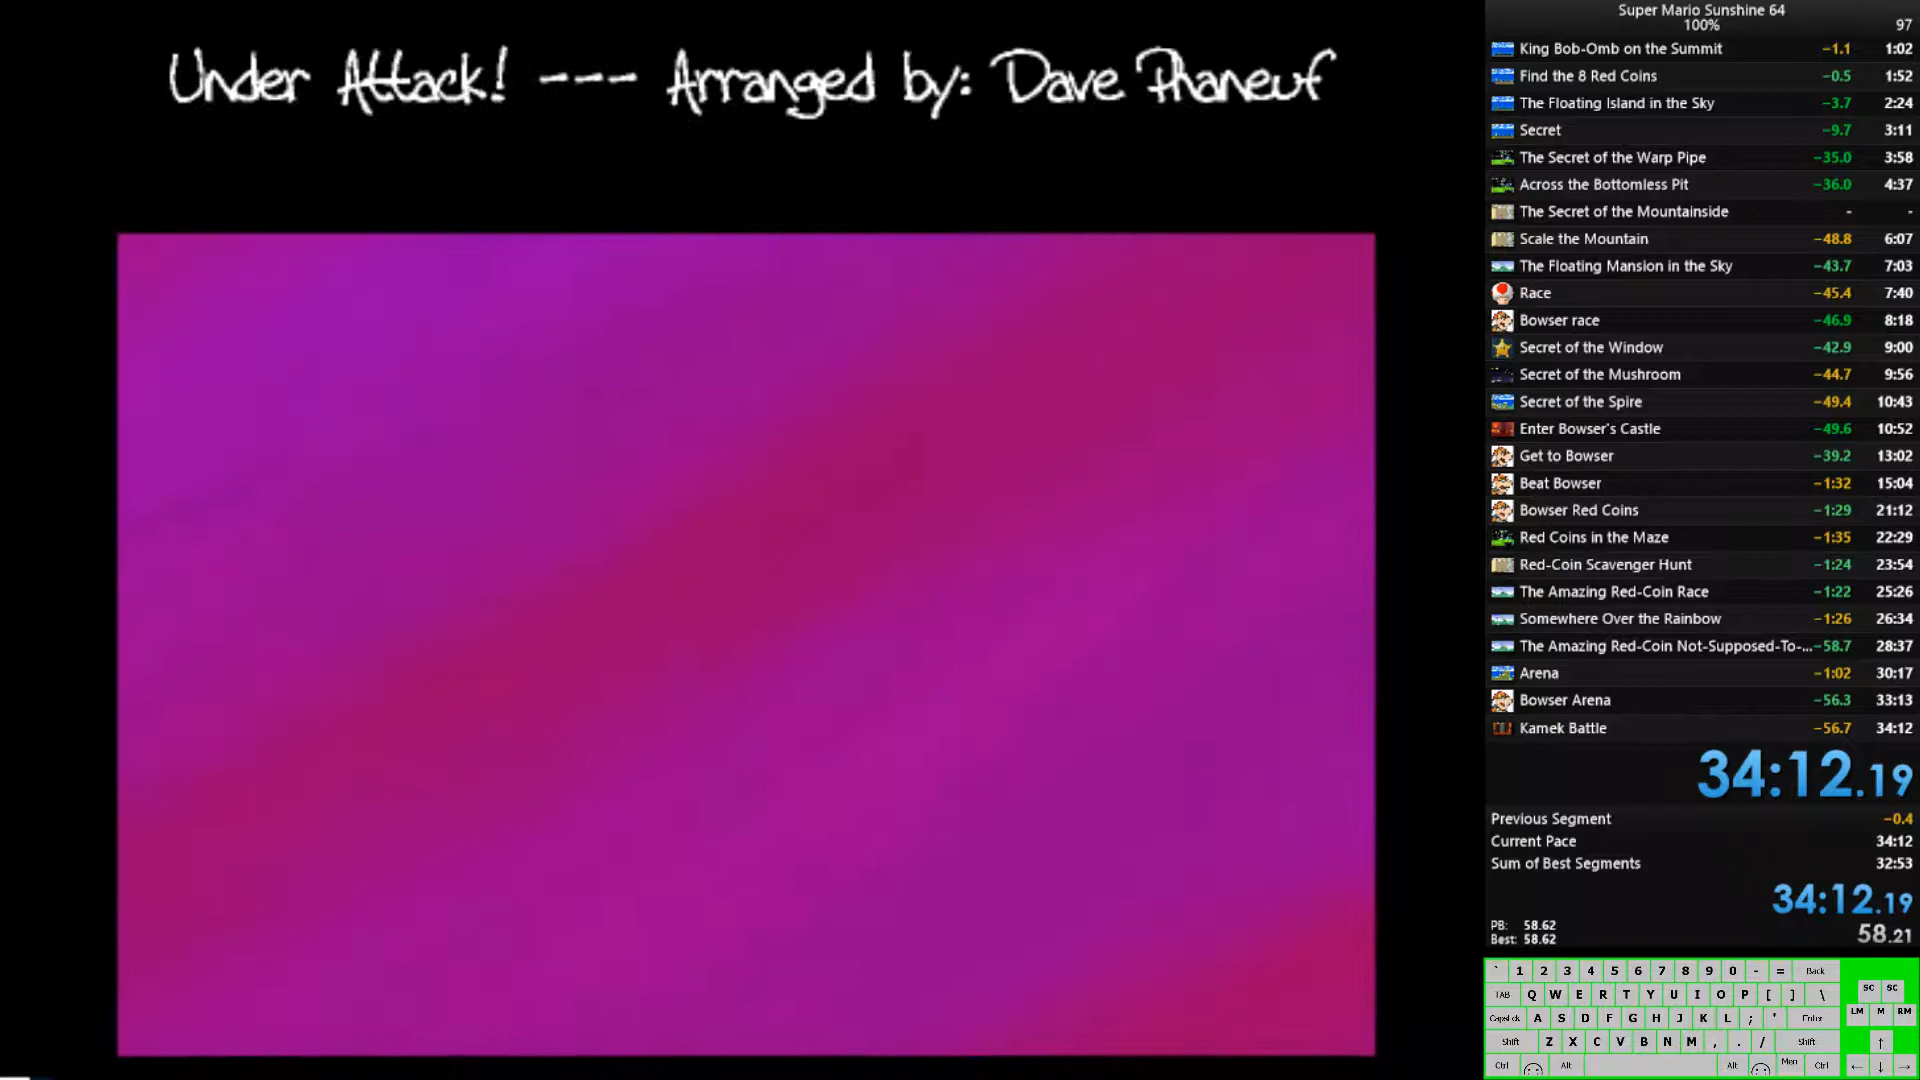 Under Attack! --- Arranged by: Dave Phaneuf
Super Mario Sunshine 64
100% 97
King Bob-Omb on the Summit −1.1 1:02
Find the 8 Red Coins −0.5 1:52
The Floating Island in the Sky −3.7 2:24
Secret −9.7 3:11
The Secret of the Warp Pipe −35.0 3:58
Across the Bottomless Pit −36.0 4:37
The Secret of the Mountainside - -
Scale the Mountain −48.8 6:07
The Floating Mansion in the Sky −43.7 7:03
Race −45.4 7:40
Bowser race −46.9 8:18
Secret of the Window −42.9 9:00
Secret of the Mushroom −44.7 9:56
Secret of the Spire −49.4 10:43
Enter Bowser's Castle −49.6 10:52
Get to Bowser −39.2 13:02
Beat Bowser −1:32 15:04
Bowser Red Coins −1:29 21:12
Red Coins in the Maze −1:35 22:29
Red-Coin Scavenger Hunt −1:24 23:54
The Amazing Red-Coin Race −1:22 25:26
Somewhere Over the Rainbow −1:26 26:34
The Amazing Red-Coin Not-Supposed-To-... −58.7 28:37
Arena −1:02 30:17
Bowser Arena −56.3 33:13
Kamek Battle −56.7 34:12
34:12.19
Previous Segment −0.4
Current Pace 34:12
Sum of Best Segments 32:53
34:12.19
PB: 58.62
Best: 58.62
58.21
` 1 2 3 4 5 6 7 8 9 0 - = Back
TAB Q W E R T Y U I O P [ ] \
SC SC
CapsLck A S D F G H J K L ; ' Enter
LM M RM
Shift Z X C V B N M , . / Shift ↑
Ctrl Alt Alt Men Ctrl ← ↓ →